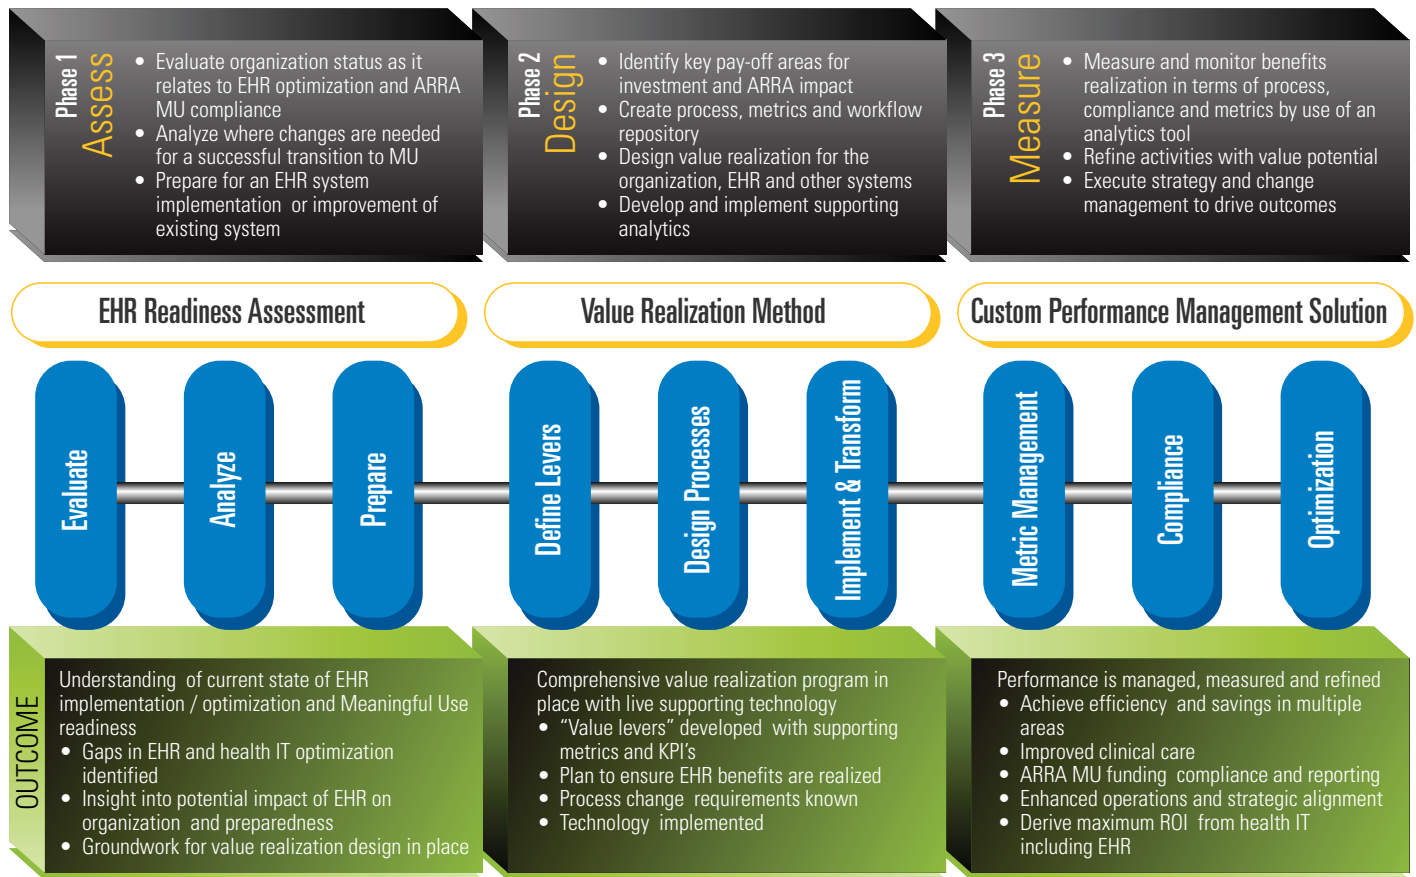 Phase 1
Assess
• Evaluate organization status as it
relates to EHR optimization and ARRA
MU compliance
• Analyze where changes are needed
for a successful transition to MU
• Prepare for an EHR system
implementation or improvement of
existing system
Phase 2
Design
• Identify key pay-off areas for
investment and ARRA impact
• Create process, metrics and workflow
repository
• Design value realization for the
organization, EHR and other systems
• Develop and implement supporting
analytics
Phase 3
Measure
• Measure and monitor benefits
realization in terms of process,
compliance and metrics by use of an
analytics tool
• Refine activities with value potential
• Execute strategy and change
management to drive outcomes
EHR Readiness Assessment
Value Realization Method
Custom Performance Management Solution
Evaluate
Analyze
Prepare
Define Levers
Design Processes
Implement & Transform
Metric Management
Compliance
Optimization
OUTCOME
Understanding of current state of EHR
implementation / optimization and Meaningful Use
readiness
• Gaps in EHR and health IT optimization
identified
• Insight into potential impact of EHR on
organization and preparedness
• Groundwork for value realization design in place
Comprehensive value realization program in
place with live supporting technology
• “Value levers” developed with supporting
metrics and KPI’s
• Plan to ensure EHR benefits are realized
• Process change requirements known
• Technology implemented
Performance is managed, measured and refined
• Achieve efficiency and savings in multiple
areas
• Improved clinical care
• ARRA MU funding compliance and reporting
• Enhanced operations and strategic alignment
• Derive maximum ROI from health IT
including EHR